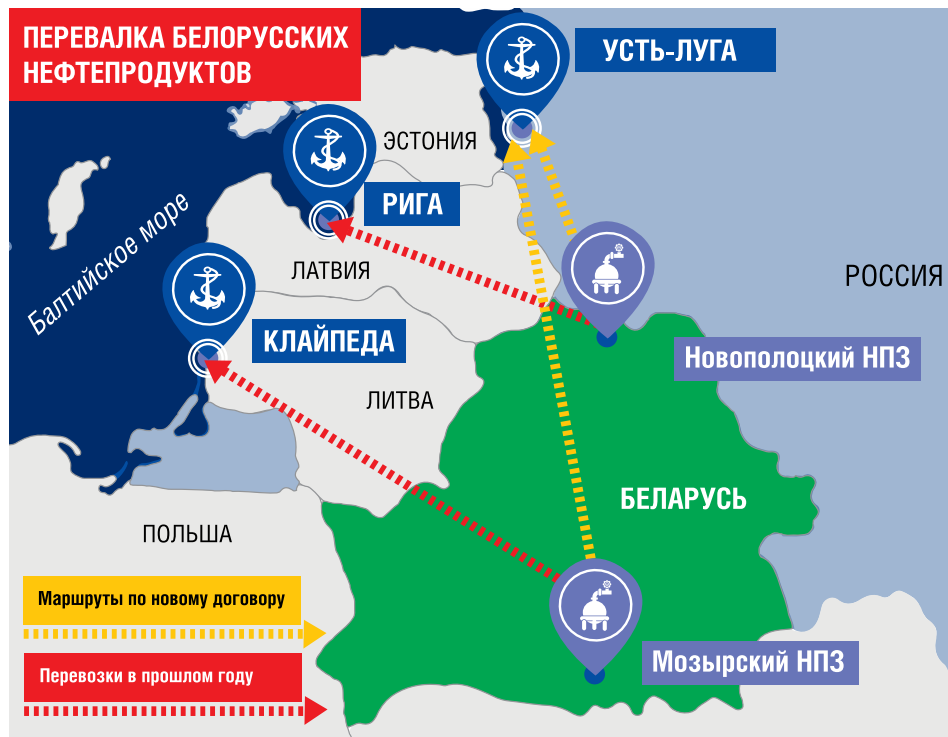 ПЕРЕВАЛКА БЕЛОРУССКИХ
НЕФТЕПРОДУКТОВ
УСТЬ-ЛУГА
ЭСТОНИЯ
РИГА
Балтийское море
ЛАТВИЯ
РОССИЯ
КЛАЙПЕДА
Новополоцкий НПЗ
ЛИТВА
БЕЛАРУСЬ
ПОЛЬША
Маршруты по новому договору
Перевозки в прошлом году
Мозырский НПЗ